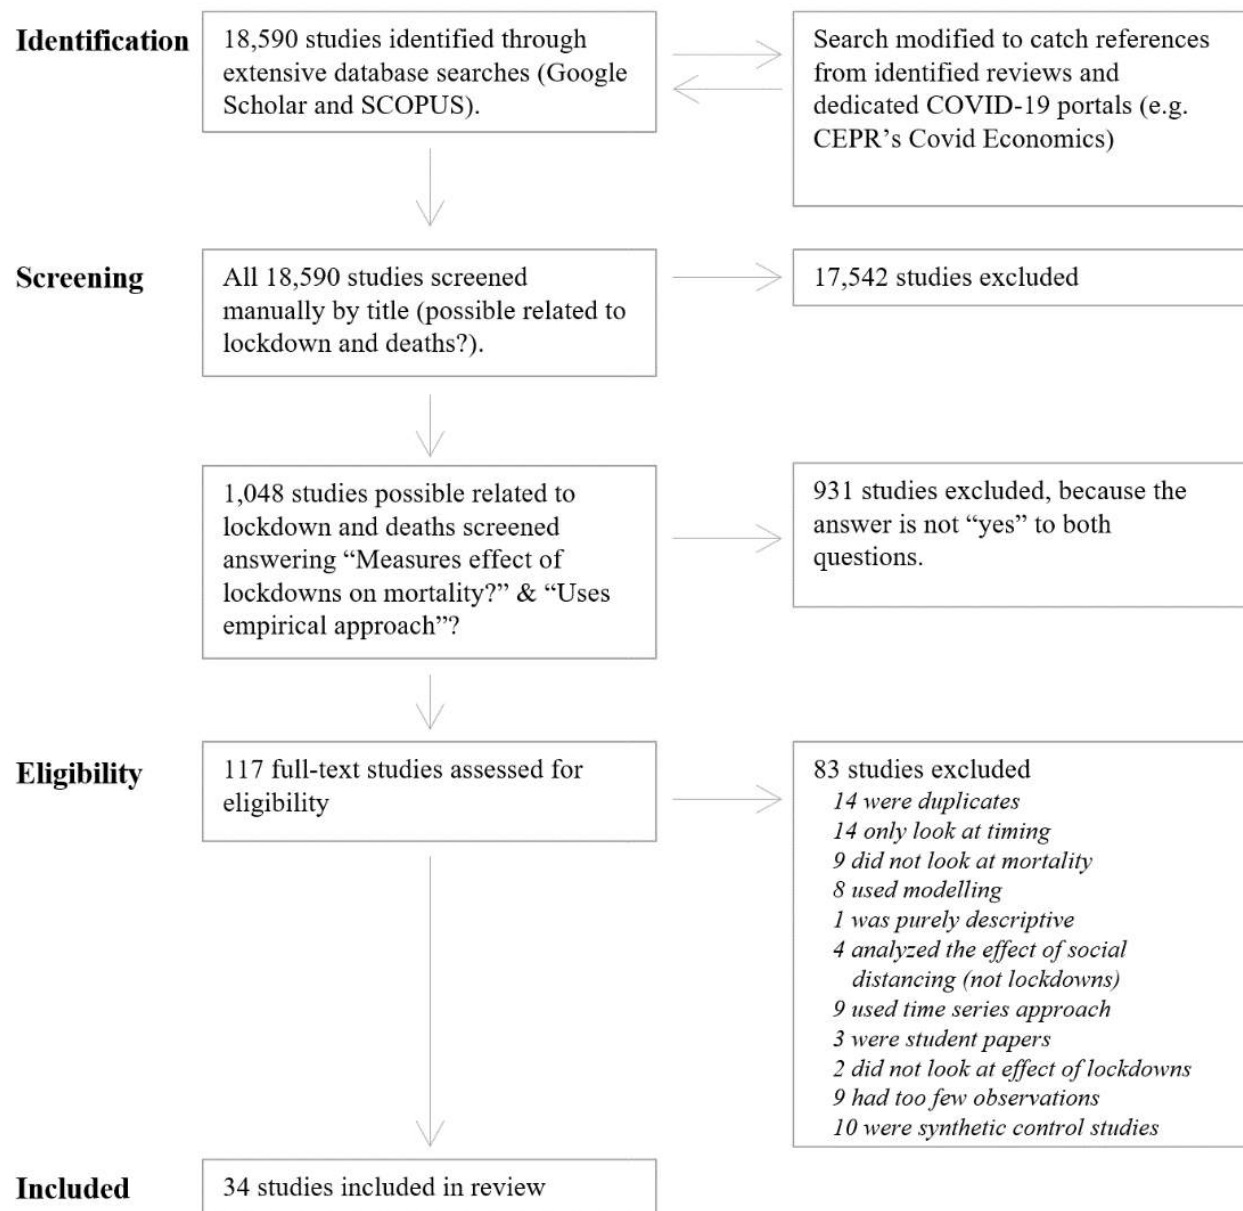 Identification
18,590 studies identified through
extensive database searches (Google
Scholar and SCOPUS).
Search modified to catch references
from identified reviews and
dedicated COVID-19 portals (e.g.
CEPR’s Covid Economics)
Screening
All 18,590 studies screened
manually by title (possible related to
lockdown and deaths?).
17,542 studies excluded
1,048 studies possible related to
lockdown and deaths screened
answering “Measures effect of
lockdowns on mortality?” & “Uses
empirical approach”?
931 studies excluded, because the
answer is not “yes” to both
questions.
Eligibility
117 full-text studies assessed for
eligibility
83 studies excluded
14 were duplicates
14 only look at timing
9 did not look at mortality
8 used modelling
1 was purely descriptive
4 analyzed the effect of social
distancing (not lockdowns)
9 used time series approach
3 were student papers
2 did not look at effect of lockdowns
9 had too few observations
10 were synthetic control studies
Included
34 studies included in review